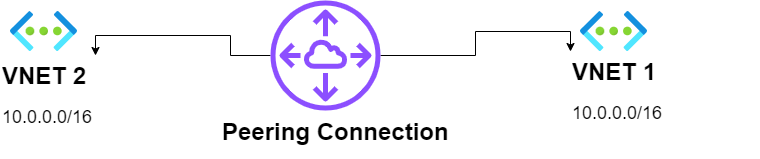 VNET 2
10.0.0.0/16
Peering Connection
VNET 1
10.0.0.0/16